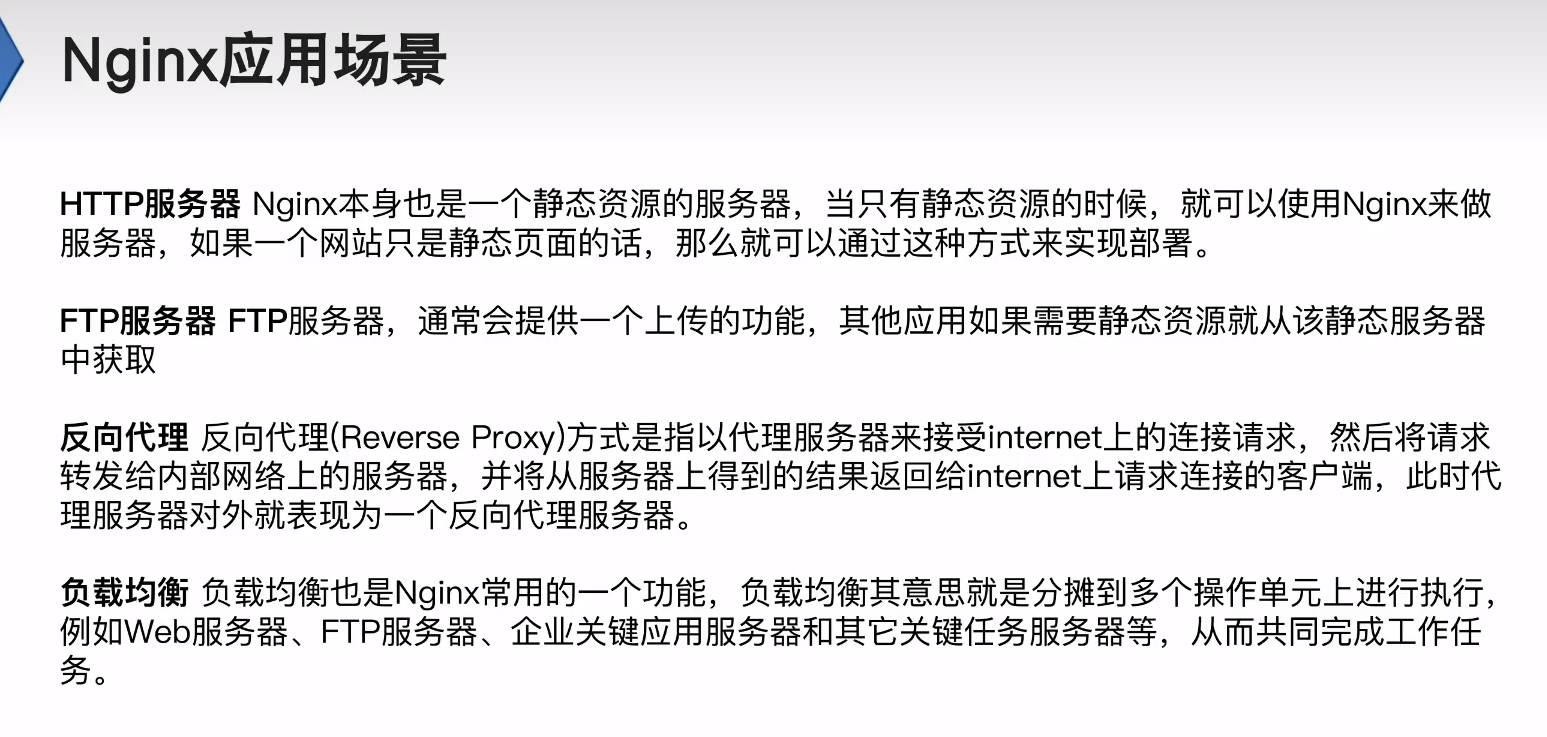 Nginx应用场景
HTTP服务器 Nginx本身也是一个静态资源的服务器，当只有静态资源的时候，就可以使用Nginx来做
服务器，如果一个网站只是静态页面的话，那么就可以通过这种方式来实现部署。
FTP服务器 FTP服务器，通常会提供一个上传的功能，其他应用如果需要静态资源就从该静态服务器
中获取
反向代理 反向代理(Reverse Proxy)方式是指以代理服务器来接受internet上的连接请求，然后将请求
转发给内部网络上的服务器，并将从服务器上得到的结果返回给internet上请求连接的客户端，此时代
理服务器对外就表现为一个反向代理服务器。
负载均衡 负载均衡也是Nginx常用的一个功能，负载均衡其意思就是分摊到多个操作单元上进行执行，
例如Web服务器、FTP服务器、企业关键应用服务器和其它关键任务服务器等，从而共同完成工作任
务。